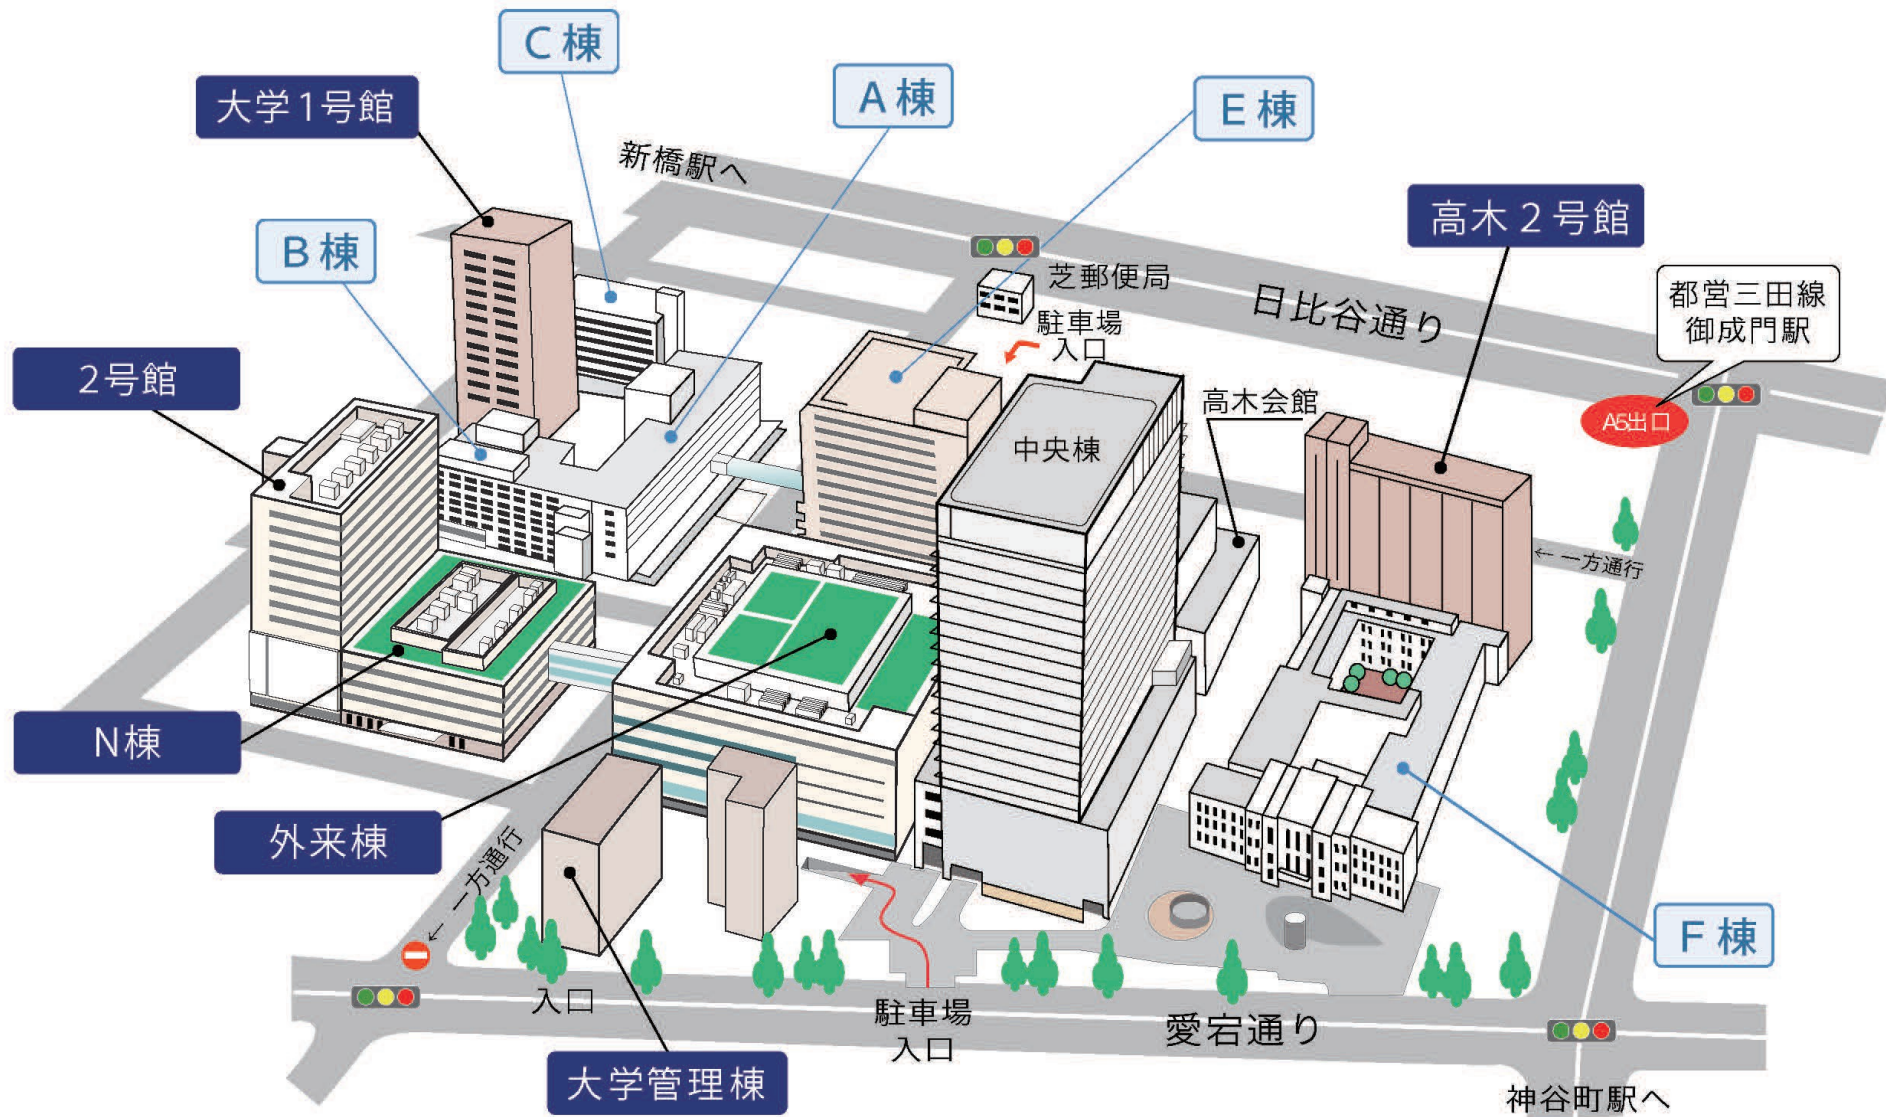 C棟
大学1号館
A棟
E棟
新橋駅へ
高木2号館
B棟
芝郵便局
日比谷通り
都営三田線
御成門駅
駐車場
入口
2号館
A5出口
高木会館
中央棟
←一方通行
N棟
外来棟
←一方通行
F棟
入口
駐車場
入口
愛宕通り
大学管理棟
神谷町駅へ